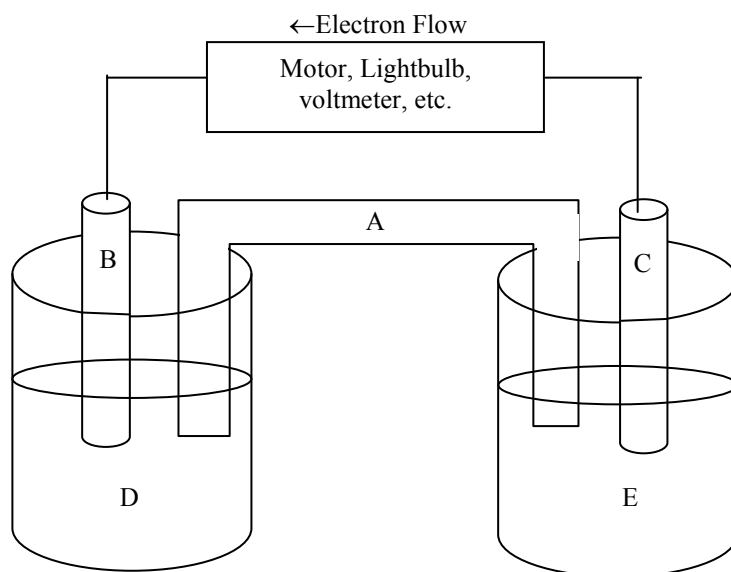 ←Electron Flow
Motor, Lightbulb,
voltmeter, etc.
A
B
C
D
E